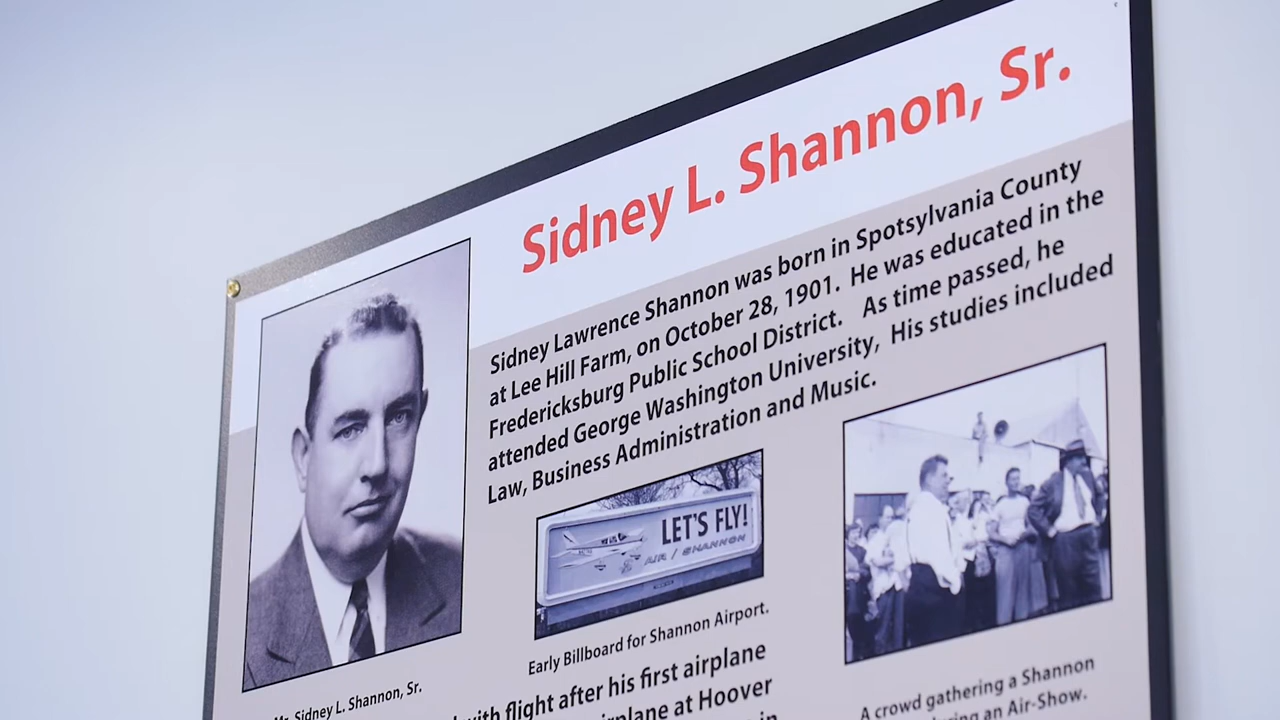 Sidney L. Shannon, Sr.
Sidney Lawrence Shannon was born in Spotsylvania County
at Lee Hill Farm, on October 28, 1901. He was educated in the
Fredericksburg Public School District. As time passed, he
attended George Washington University, His studies included
Law, Business Administration and Music.
LET'S FLY!
AIR / SHANNON
Early Billboard for Shannon Airport.
Mr. Sidney L. Shannon, Sr.
with flight after his first airplane
at Hoover
in
A crowd gathering a Shannon
an Air-Show.